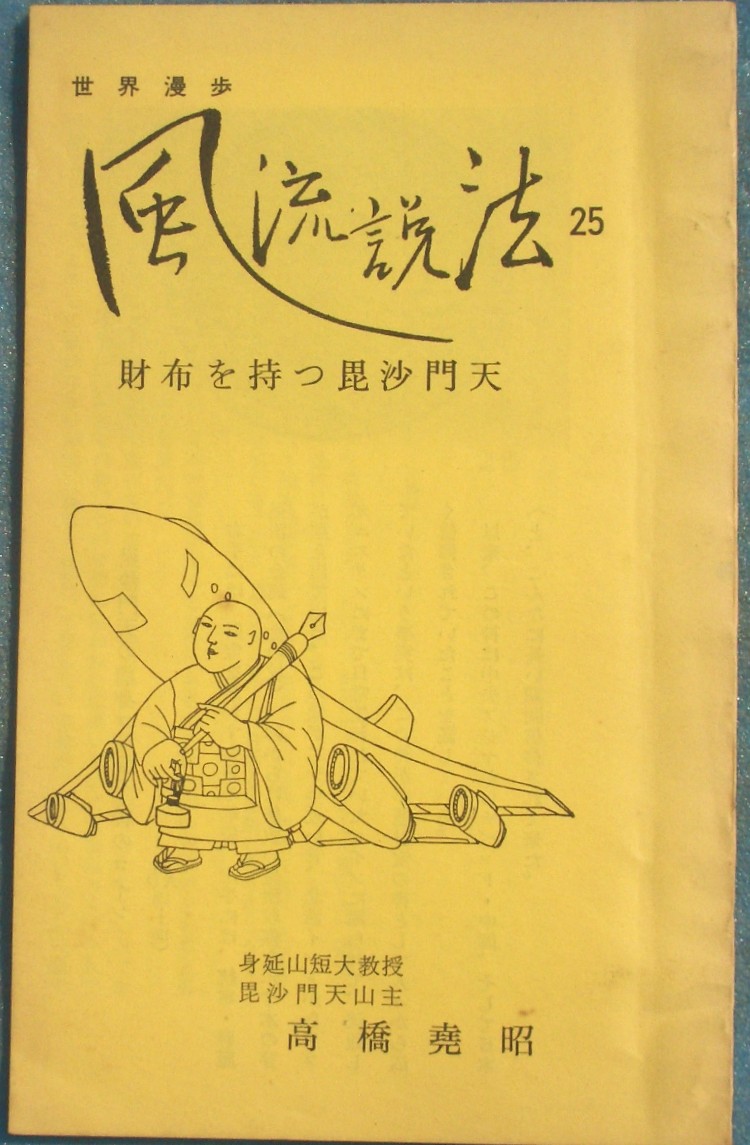 世界漫歩
風流説法 25
財布を持つ毘沙門天
身延山短大教授
毘沙門天山主
高橋堯昭